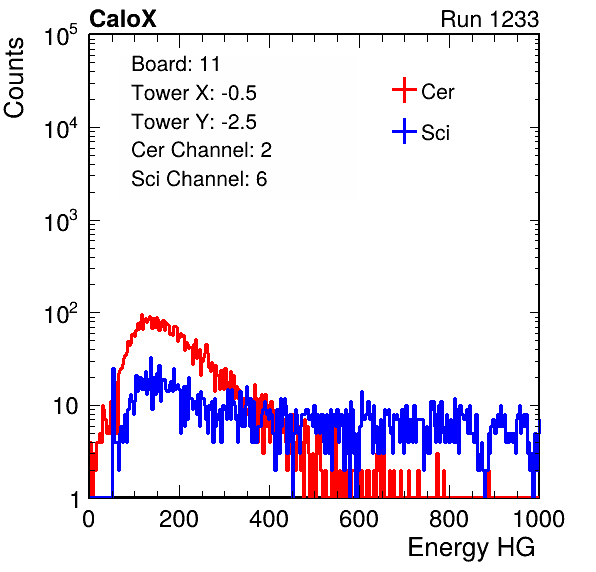 CaloX Run 1233
Counts
10^5
10^4
10^3
10^2
10
1
Board: 11
Tower X: -0.5
Tower Y: -2.5
Cer Channel: 2
Sci Channel: 6
Cer
Sci
0 200 400 600 800 1000
Energy HG